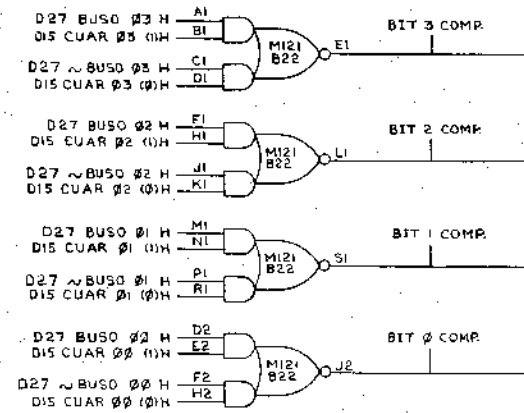 D27 BUSO Ø3 H A1
D15 CUAR Ø3 (1)H B1
D27 ~ BUSO Ø3 H C1
D15 CUAR Ø3 (Ø)H D1
M121
B22
E1
BIT 3 COMP.
D27 BUSO Ø2 H F1
D15 CUAR Ø2 (1)H H1
D27 ~ BUSO Ø2 H J1
D15 CUAR Ø2 (Ø)H K1
M121
B22
L1
BIT 2 COMP.
D27 BUSO Ø1 H M1
D15 CUAR Ø1 (1)H N1
D27 ~ BUSO Ø1 H P1
D15 CUAR Ø1 (Ø)H R1
M121
B22
S1
BIT 1 COMP.
D27 BUSO Ø2 H D2
D15 CUAR ØØ (1)H E2
D27 ~ BUSO ØØ H F2
D15 CUAR ØØ (Ø)H H2
M121
B22
J2
BIT Ø COMP.